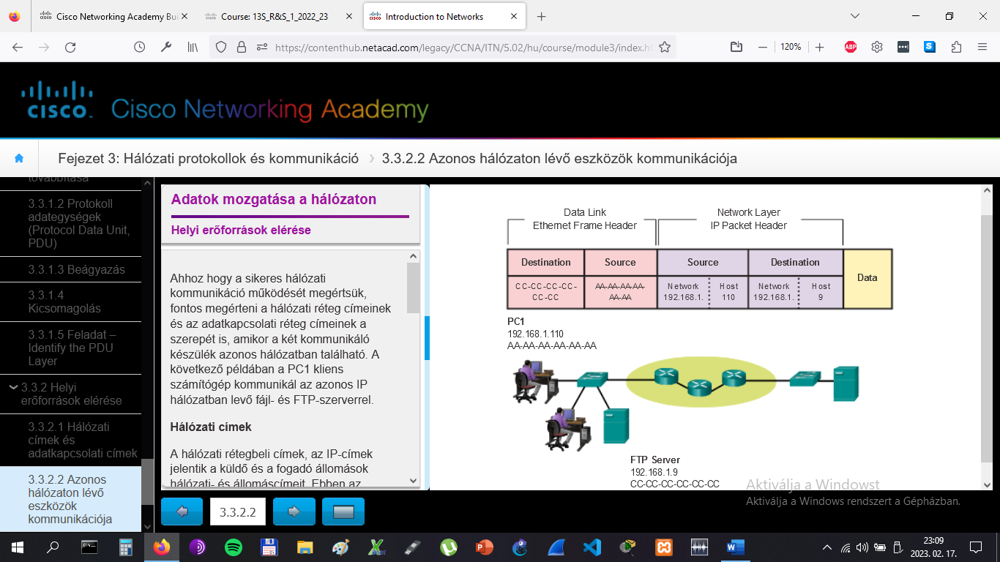 Cisco Networking Academy Bui
Course: 13S_R&S_1_2022_23
Introduction to Networks
https://contenthub.netacad.com/legacy/CCNA/ITN/5.02/hu/course/module3/index.ht
120%
ABP
S
CISCO.
Cisco Networking Academy
Fejezet 3: Hálózati protokollok és kommunikáció
3.3.2.2 Azonos hálózaton lévő eszközök kommunikációja
továbbítása
3.3.1.2 Protokoll
adategységek
(Protocol Data Unit,
PDU)
3.3.1.3 Beágyazás
3.3.1.4
Kicsomagolás
3.3.1.5 Feladat –
Identify the PDU
Layer
3.3.2 Helyi
erőforrások elérése
3.3.2.1 Hálózati
címek és
adatkapcsolati címek
3.3.2.2 Azonos
hálózaton lévő
eszközök
kommunikációja
Adatok mozgatása a hálózaton
Helyi erőforrások elérése
Ahhoz hogy a sikeres hálózati
kommunikáció működését megértsük,
fontos megérteni a hálózati réteg címeinek
és az adatkapcsolati réteg címeinek a
szerepét is, amikor a két kommunikáló
készülék azonos hálózatban található. A
következő példában a PC1 kliens
számítógép kommunikál az azonos IP
hálózatban levő fájl- és FTP-szerverrel.
Hálózati címek
A hálózati rétegbeli címek, az IP-címek
jelentik a küldő és a fogadó állomások
hálózati- és állomáscímeit. Ebben az
3.3.2.2
Data Link
Ethernet Frame Header
Network Layer
IP Packet Header
Destination Source Source Destination Data
CC-CC-CC-CC-
CC-CC
AA-AA-AA-AA-
AA-AA
Network
192.168.1.
Host
110
Network
192.168.1.
Host
9
PC1
192.168.1.110
AA-AA-AA-AA-AA-AA
FTP Server
192.168.1.9
CC-CC-CC-CC-CC-CC
Aktiválja a Windowst
Aktiválja a Windows rendszert a Gépházban.
23:09
2023. 02. 17.